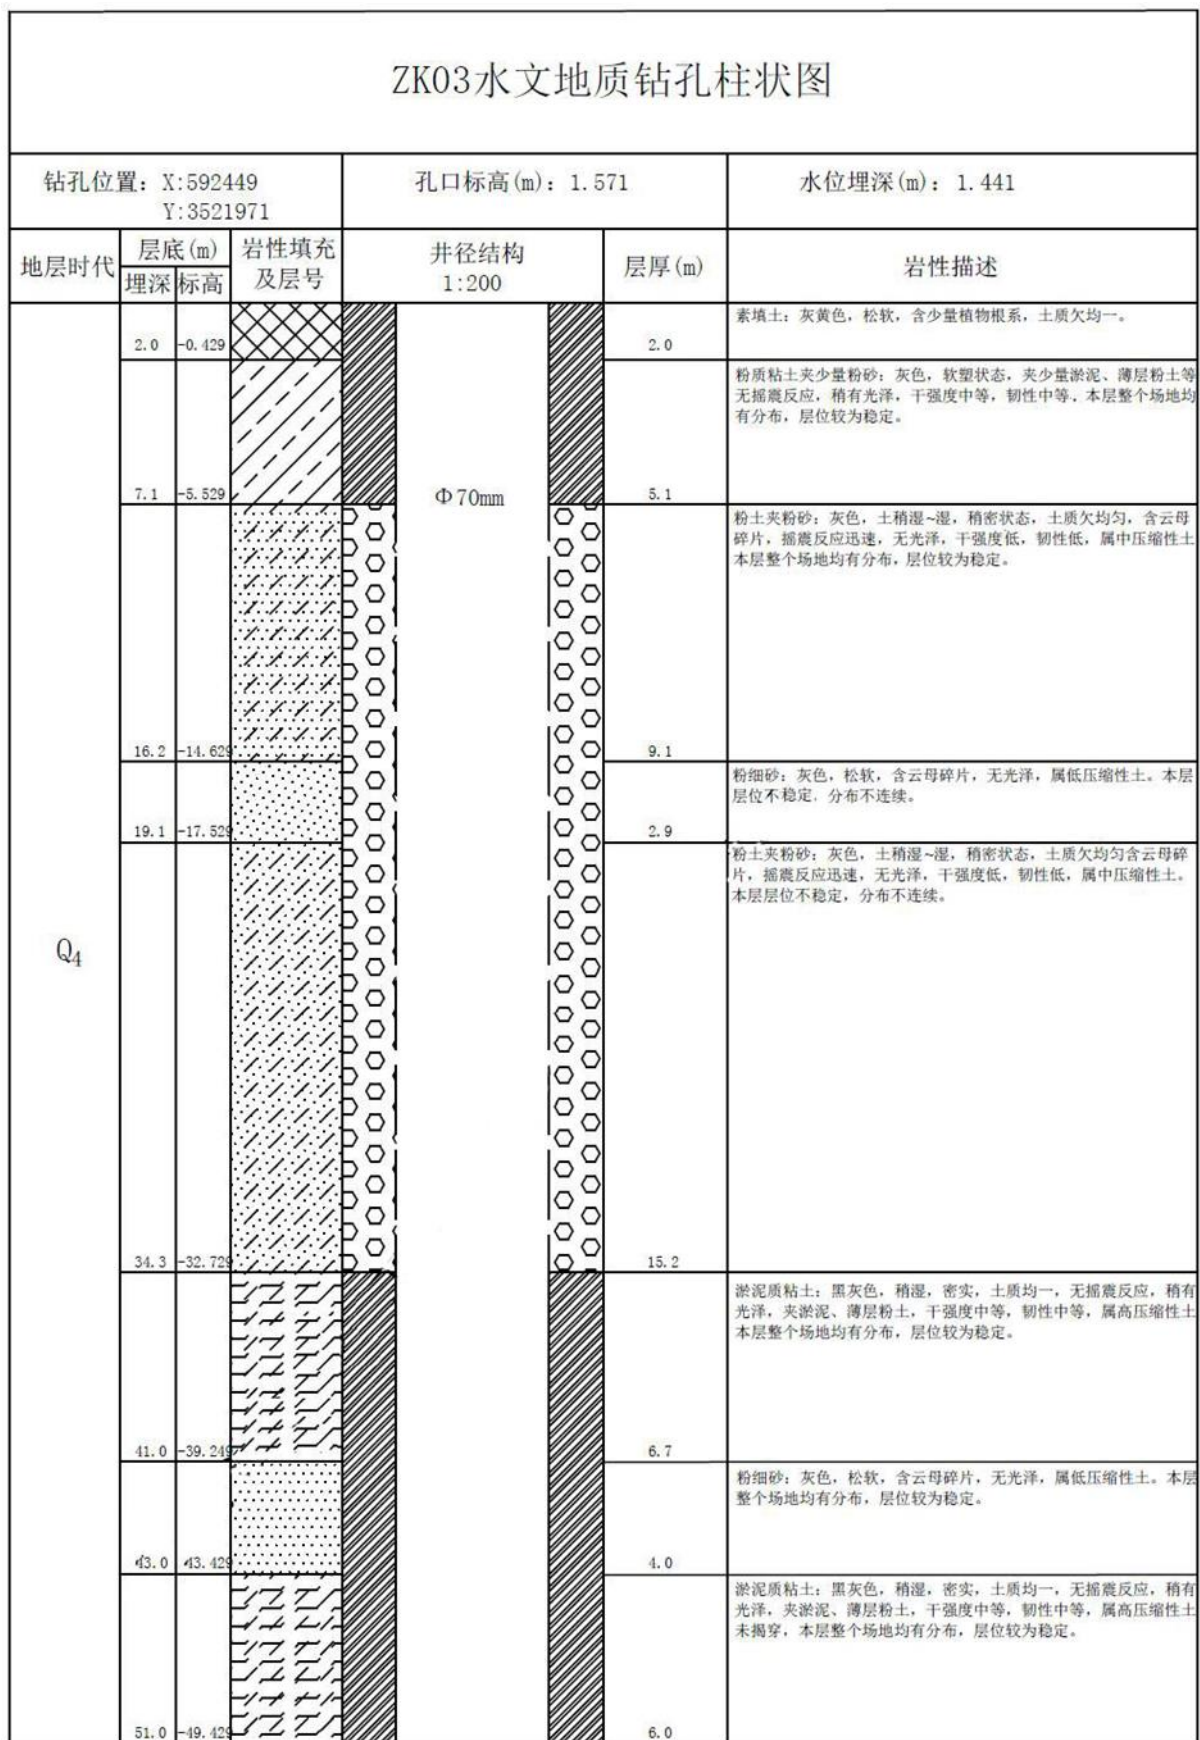 ZK03水文地质钻孔柱状图
钻孔位置：X:592449
Y:3521971
孔口标高(m)：1.571
水位埋深(m)：1.441
地层时代
层底(m)
埋深 标高
岩性填充
及层号
井径结构
1:200
层厚(m)
岩性描述
Q4
Φ70mm
2.0 -0.429
2.0
素填土：灰黄色，松软，含少量植物根系，土质欠均一。
7.1 -5.529
5.1
粉质粘土夹少量粉砂：灰色，软塑状态，夹少量淤泥、薄层粉土等
无摇震反应，稍有光泽，干强度中等，韧性中等．本层整个场地均
有分布，层位较为稳定。
16.2 -14.629
9.1
粉土夹粉砂：灰色，土稍湿~湿，稍密状态，土质欠均匀，含云母
碎片，摇震反应迅速，无光泽，干强度低，韧性低，属中压缩性土
本层整个场地均有分布，层位较为稳定。
19.1 -17.529
2.9
粉细砂：灰色，松软，含云母碎片，无光泽，属低压缩性土。本层
层位不稳定．分布不连续。
34.3 -32.729
15.2
粉土夹粉砂：灰色，土稍湿~湿，稍密状态，土质欠均匀含云母碎
片，摇震反应迅速，无光泽，干强度低，韧性低，属中压缩性土。
本层层位不稳定，分布不连续。
41.0 -39.249
6.7
淤泥质粘土：黑灰色，稍湿，密实，土质均一，无摇震反应，稍有
光泽，夹淤泥、薄层粉土，干强度中等，韧性中等，属高压缩性土
本层整个场地均有分布，层位较为稳定。
43.0 43.429
4.0
粉细砂：灰色，松软，含云母碎片，无光泽，属低压缩性土。本层
整个场地均有分布，层位较为稳定。
51.0 -49.429
6.0
淤泥质粘土：黑灰色，稍湿，密实，土质均一，无摇震反应，稍有
光泽，夹淤泥、薄层粉土，干强度中等，韧性中等，属高压缩性土
未揭穿，本层整个场地均有分布，层位较为稳定。